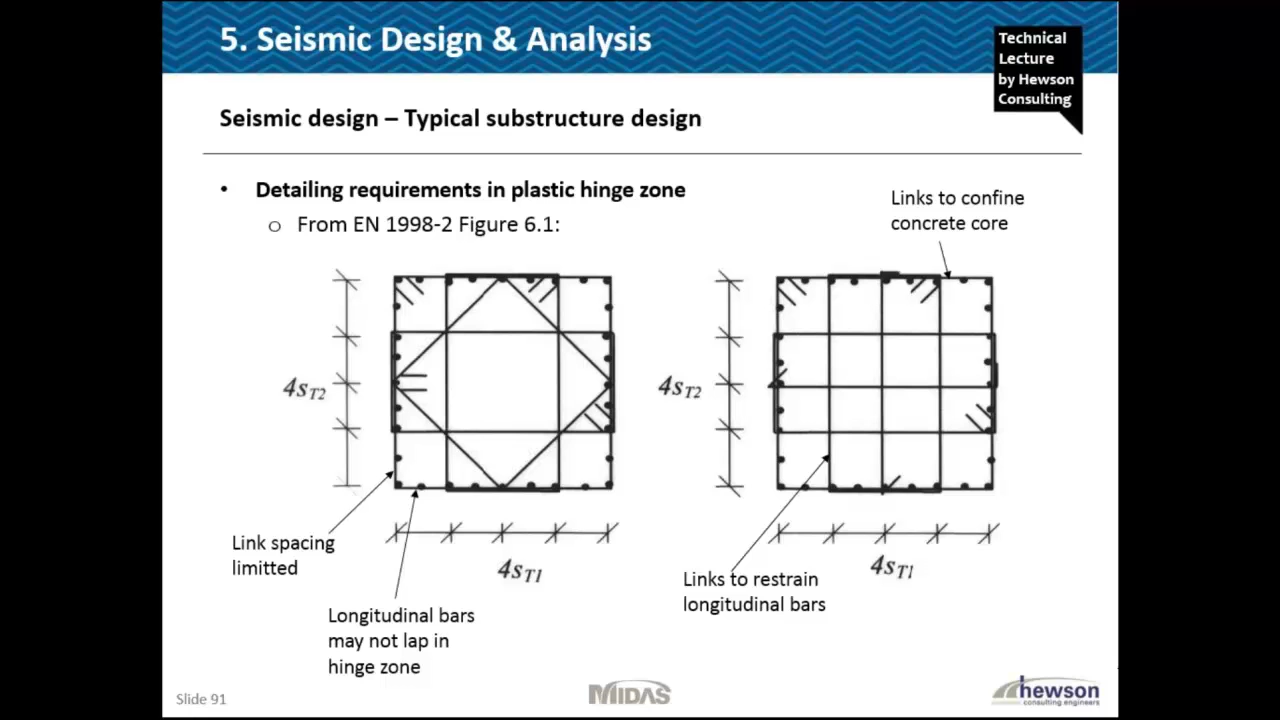 5. Seismic Design & Analysis
Technical
Lecture
by Hewson
Consulting
Seismic design – Typical substructure design
• Detailing requirements in plastic hinge zone
o From EN 1998-2 Figure 6.1:
Links to confine
concrete core
4sT2
4sT2
4sT1
4sT1
Link spacing
limitted
Links to restrain
longitudinal bars
Longitudinal bars
may not lap in
hinge zone
Slide 91
MIDAS
hewson
consulting engineers